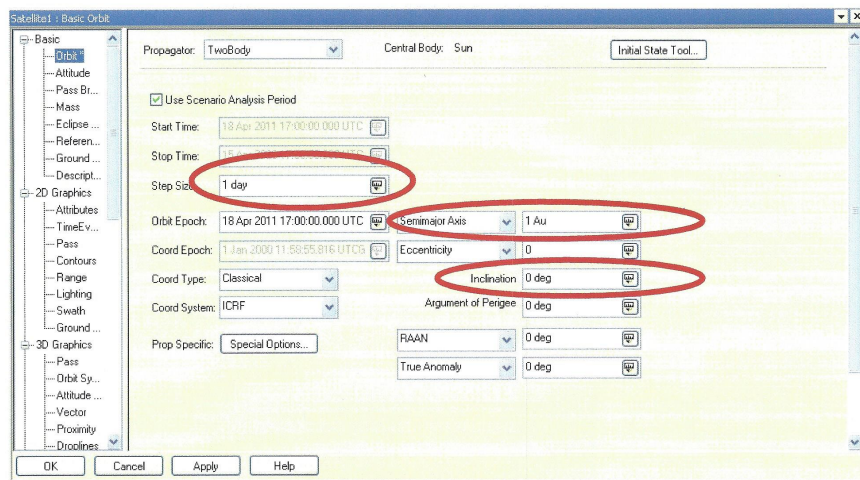 Satellite1 : Basic Orbit
Basic
Orbit *
Attitude
Pass Br...
Mass
Eclipse ...
Referen...
Ground ...
Descript...
2D Graphics
Attributes
TimeEv...
Pass
Contours
Range
Lighting
Swath
Ground ...
3D Graphics
Pass
Orbit Sy...
Attitude ...
Vector
Proximity
Droplines
Propagator: TwoBody Central Body: Sun Initial State Tool...
Use Scenario Analysis Period
Start Time: 18 Apr 2011 17:00:00.000 UTC
Stop Time:
Step Size: 1 day
Orbit Epoch: 18 Apr 2011 17:00:00.000 UTC Semimajor Axis 1 Au
Coord Epoch: 1 Jan 2000 11:58:55.816 UTCG Eccentricity 0
Coord Type: Classical Inclination 0 deg
Coord System: ICRF Argument of Perigee 0 deg
Prop Specific: Special Options... RAAN 0 deg
True Anomaly 0 deg
OK Cancel Apply Help